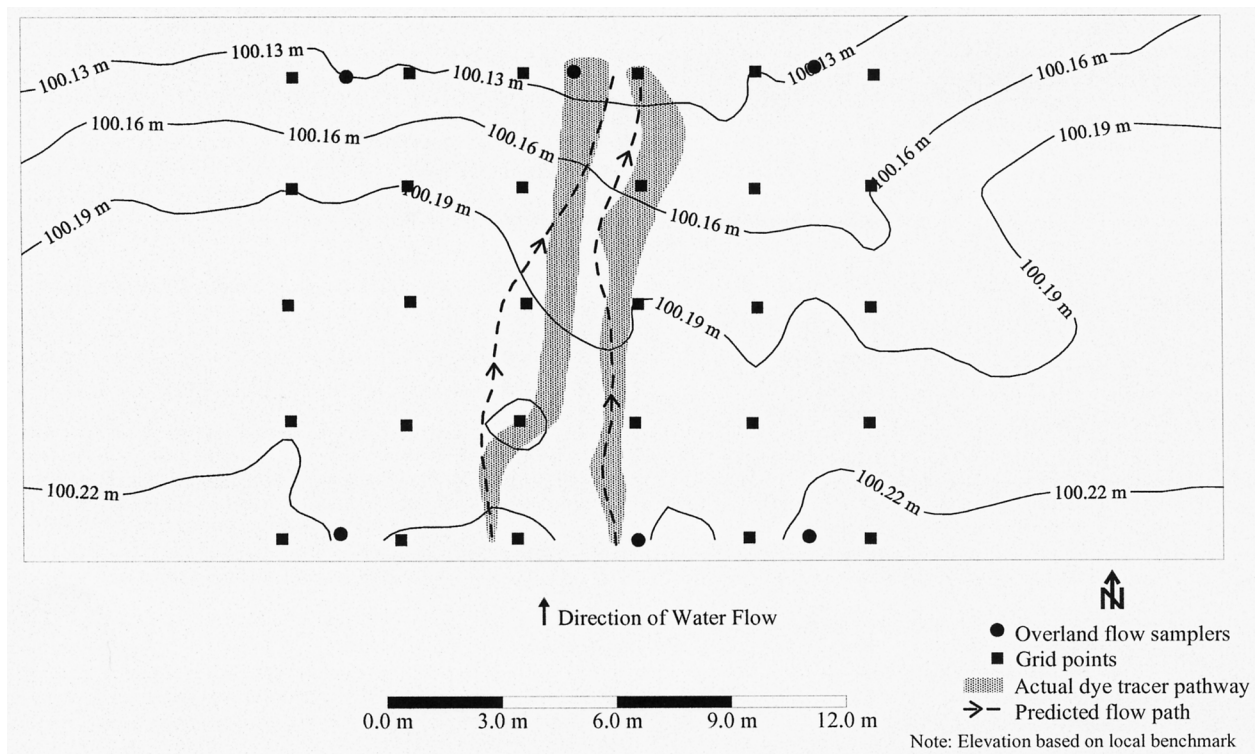 100.13 m
100.13 m
100.13 m
100.13 m
100.16 m
100.16 m
100.16 m
100.16 m
100.19 m
100.16 m
100.19 m
100.19 m
100.16 m
100.19 m
100.19 m
100.22 m
100.22 m
100.22 m
N
Direction of Water Flow
Overland flow samplers
Grid points
Actual dye tracer pathway
Predicted flow path
0.0 m 3.0 m 6.0 m 9.0 m 12.0 m
Note: Elevation based on local benchmark